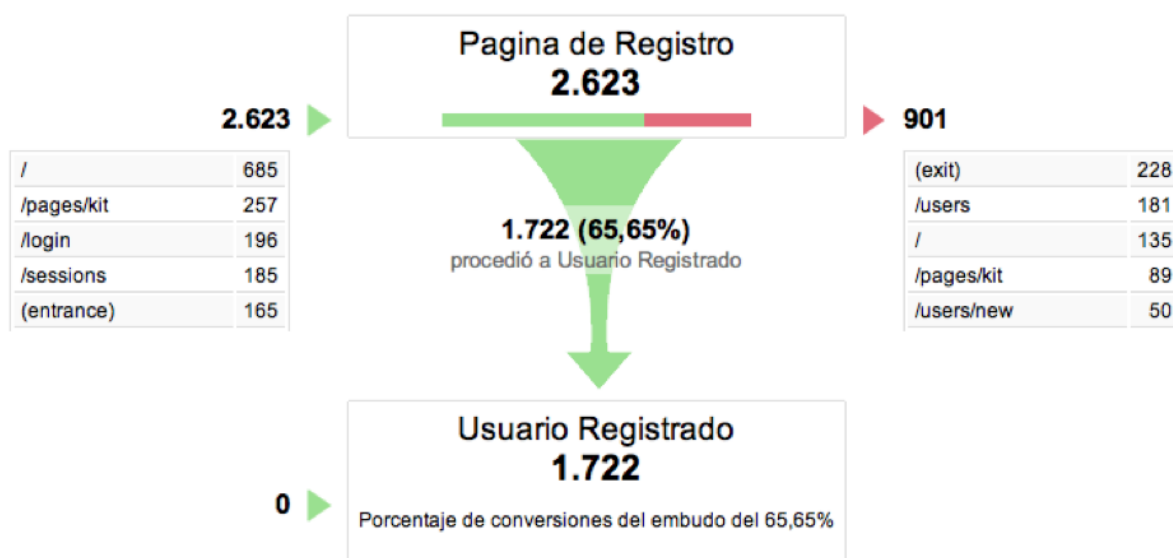 Pagina de Registro
2.623
2.623
901
/ 685
/pages/kit 257
/login 196
/sessions 185
(entrance) 165
(exit) 228
/users 181
/ 135
/pages/kit 89
/users/new 50
1.722 (65,65%)
procedió a Usuario Registrado
Usuario Registrado
1.722
0
Porcentaje de conversiones del embudo del 65,65%